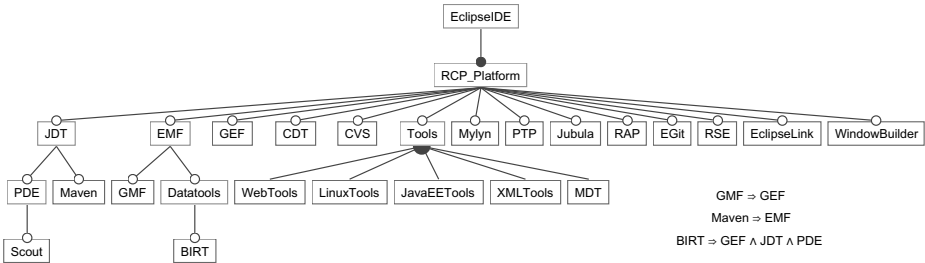 EclipseIDE
RCP_Platform
JDT EMF GEF CDT CVS Tools Mylyn PTP Jubula RAP EGit RSE EclipseLink WindowBuilder
PDE Maven GMF Datatools WebTools LinuxTools JavaEETools XMLTools MDT
GMF ⇒ GEF
Maven ⇒ EMF
BIRT ⇒ GEF ∧ JDT ∧ PDE
Scout BIRT